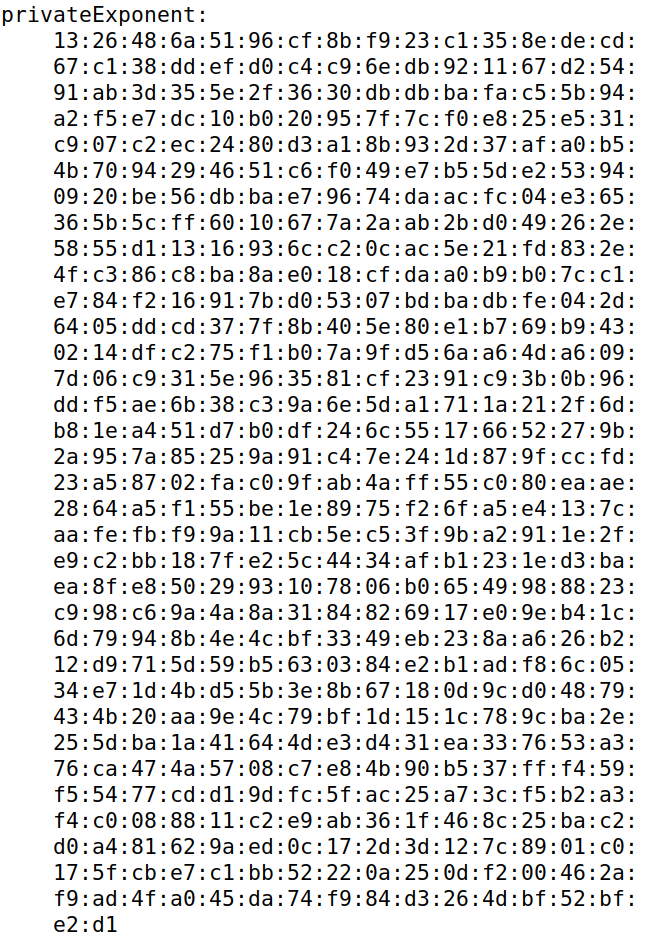 privateExponent:
13:26:48:6a:51:96:cf:8b:f9:23:c1:35:8e:de:cd:
67:c1:38:dd:ef:d0:c4:c9:6e:db:92:11:67:d2:54:
91:ab:3d:35:5e:2f:36:30:db:db:ba:fa:c5:5b:94:
a2:f5:e7:dc:10:b0:20:95:7f:7c:f0:e8:25:e5:31:
c9:07:c2:ec:24:80:d3:a1:8b:93:2d:37:af:a0:b5:
4b:70:94:29:46:51:c6:f0:49:e7:b5:5d:e2:53:94:
09:20:be:56:db:ba:e7:96:74:da:ac:fc:04:e3:65:
36:5b:5c:ff:60:10:67:7a:2a:ab:2b:d0:49:26:2e:
58:55:d1:13:16:93:6c:c2:0c:ac:5e:21:fd:83:2e:
4f:c3:86:c8:ba:8a:e0:18:cf:da:a0:b9:b0:7c:c1:
e7:84:f2:16:91:7b:d0:53:07:bd:ba:db:fe:04:2d:
64:05:dd:cd:37:7f:8b:40:5e:80:e1:b7:69:b9:43:
02:14:df:c2:75:f1:b0:7a:9f:d5:6a:a6:4d:a6:09:
7d:06:c9:31:5e:96:35:81:cf:23:91:c9:3b:0b:96:
dd:f5:ae:6b:38:c3:9a:6e:5d:a1:71:1a:21:2f:6d:
b8:1e:a4:51:d7:b0:df:24:6c:55:17:66:52:27:9b:
2a:95:7a:85:25:9a:91:c4:7e:24:1d:87:9f:cc:fd:
23:a5:87:02:fa:c0:9f:ab:4a:ff:55:c0:80:ea:ae:
28:64:a5:f1:55:be:1e:89:75:f2:6f:a5:e4:13:7c:
aa:fe:fb:f9:9a:11:cb:5e:c5:3f:9b:a2:91:1e:2f:
e9:c2:bb:18:7f:e2:5c:44:34:af:b1:23:1e:d3:ba:
ea:8f:e8:50:29:93:10:78:06:b0:65:49:98:88:23:
c9:98:c6:9a:4a:8a:31:84:82:69:17:e0:9e:b4:1c:
6d:79:94:8b:4e:4c:bf:33:49:eb:23:8a:a6:26:b2:
12:d9:71:5d:59:b5:63:03:84:e2:b1:ad:f8:6c:05:
34:e7:1d:4b:d5:5b:3e:8b:67:18:0d:9c:d0:48:79:
43:4b:20:aa:9e:4c:79:bf:1d:15:1c:78:9c:ba:2e:
25:5d:ba:1a:41:64:4d:e3:d4:31:ea:33:76:53:a3:
76:ca:47:4a:57:08:c7:e8:4b:90:b5:37:ff:f4:59:
f5:54:77:cd:d1:9d:fc:5f:ac:25:a7:3c:f5:b2:a3:
f4:c0:08:88:11:c2:e9:ab:36:1f:46:8c:25:ba:c2:
d0:a4:81:62:9a:ed:0c:17:2d:3d:12:7c:89:01:c0:
17:5f:cb:e7:c1:bb:52:22:0a:25:0d:f2:00:46:2a:
f9:ad:4f:a0:45:da:74:f9:84:d3:26:4d:bf:52:bf:
e2:d1